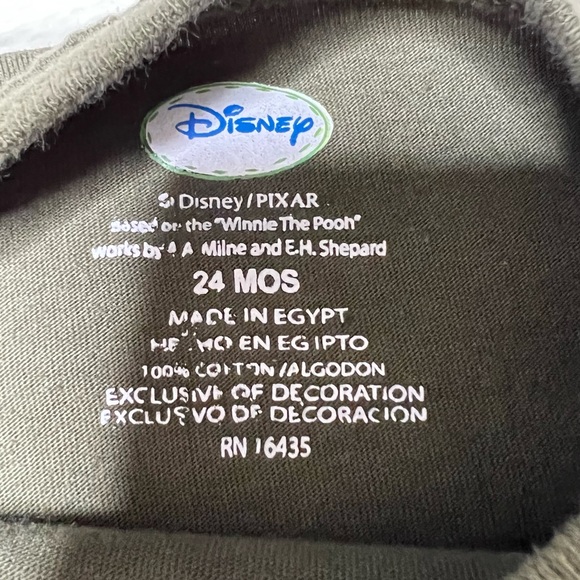 Disney
© Disney/PIXAR
Based on the "Winnie The Pooh"
works by A A Milne and E.H. Shepard
24 MOS
MADE IN EGYPT
HECHO EN EGIPTO
100% COTTON/ALGODON
EXCLUSIVE OF DECORATION
EXCLUSVO DE DECORACION
RN 16435